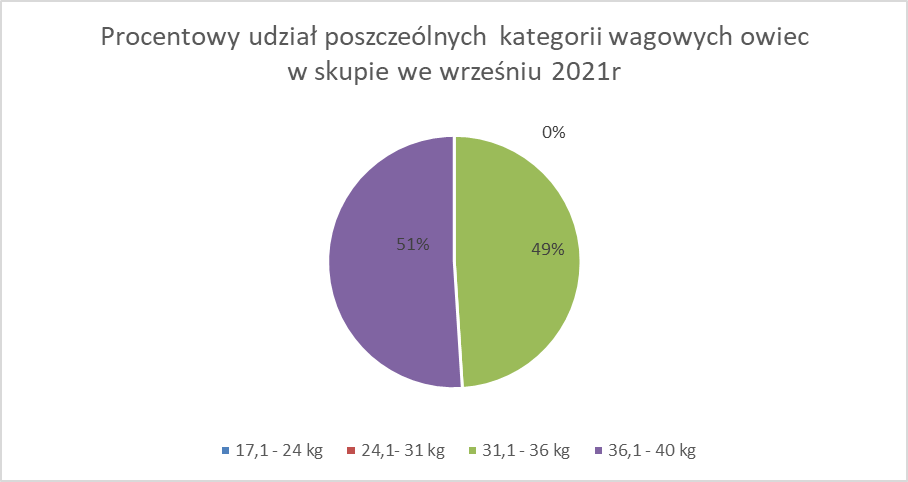 Procentowy udział poszczeólnych kategorii wagowych owiec
w skupie we wrześniu 2021r
0%
51%
49%
17,1 - 24 kg
24,1- 31 kg
31,1 - 36 kg
36,1 - 40 kg